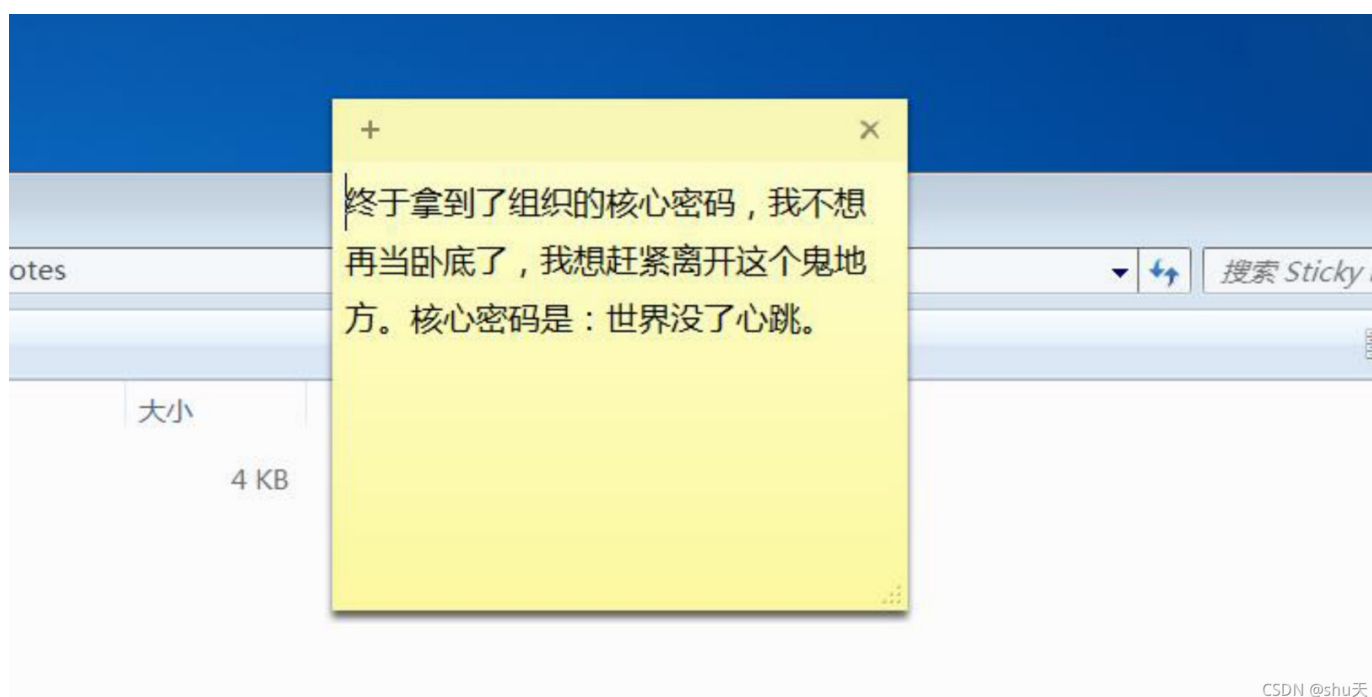 + ×
终于拿到了组织的核心密码，我不想
再当卧底了，我想赶紧离开这个鬼地
方。核心密码是：世界没了心跳。
otes
搜索 Sticky
大小
4 KB
CSDN @shu天